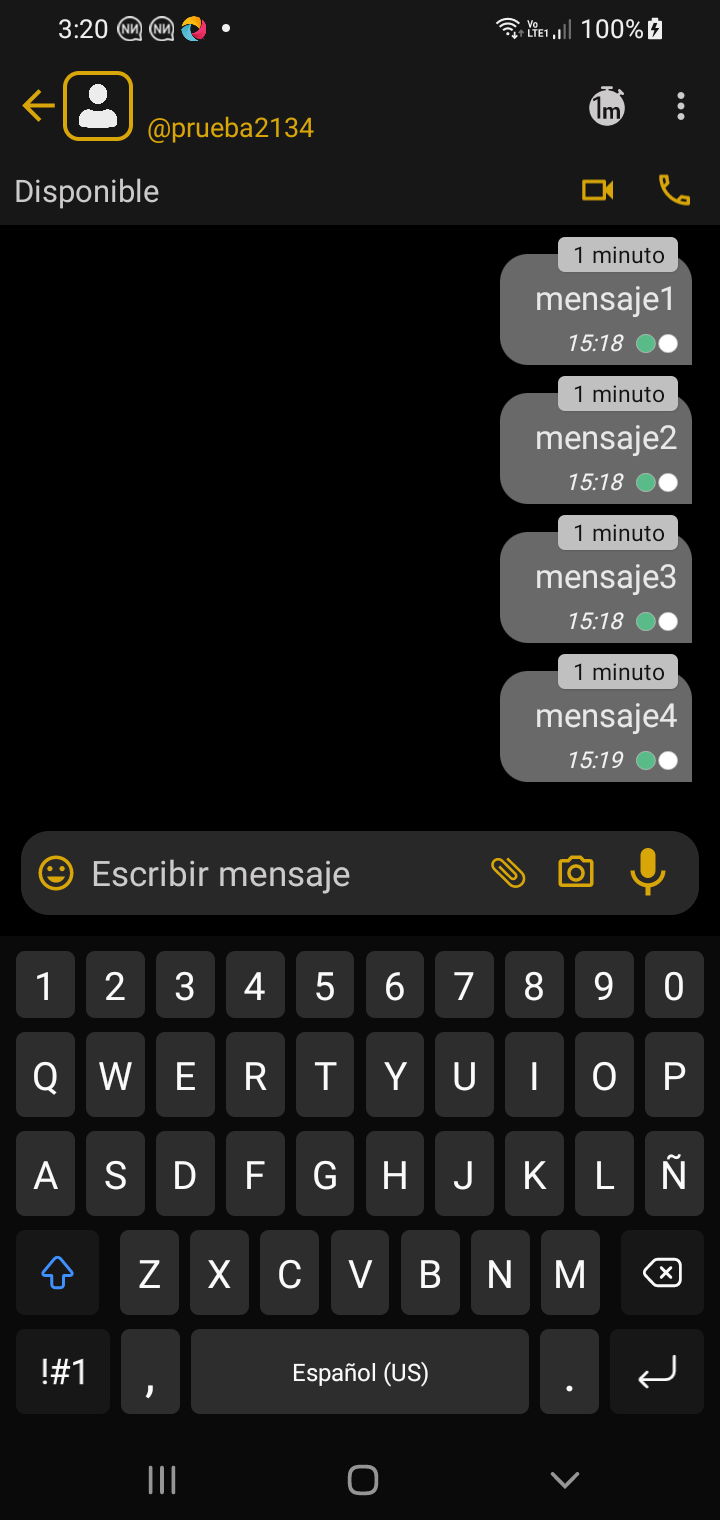 3:20 NИ NИ Vo LTE1 100%
1m
@prueba2134
Disponible
1 minuto
mensaje1
15:18
1 minuto
mensaje2
15:18
1 minuto
mensaje3
15:18
1 minuto
mensaje4
15:19
Escribir mensaje
1 2 3 4 5 6 7 8 9 0
Q W E R T Y U I O P
A S D F G H J K L Ñ
Z X C V B N M
!#1 , Español (US) .